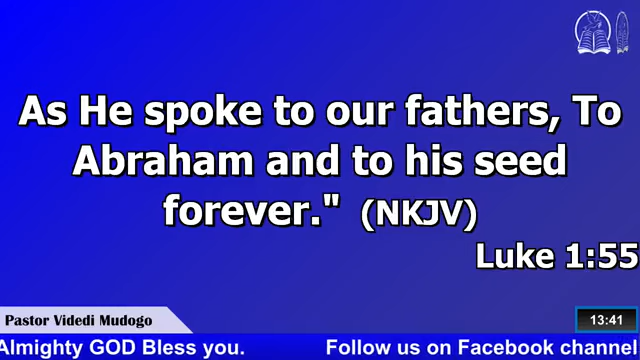 As He spoke to our fathers, To
Abraham and to his seed
forever." (NKJV)
Luke 1:55
Pastor Videdi Mudogo
13:41
Almighty GOD Bless you.
Follow us on Facebook channel